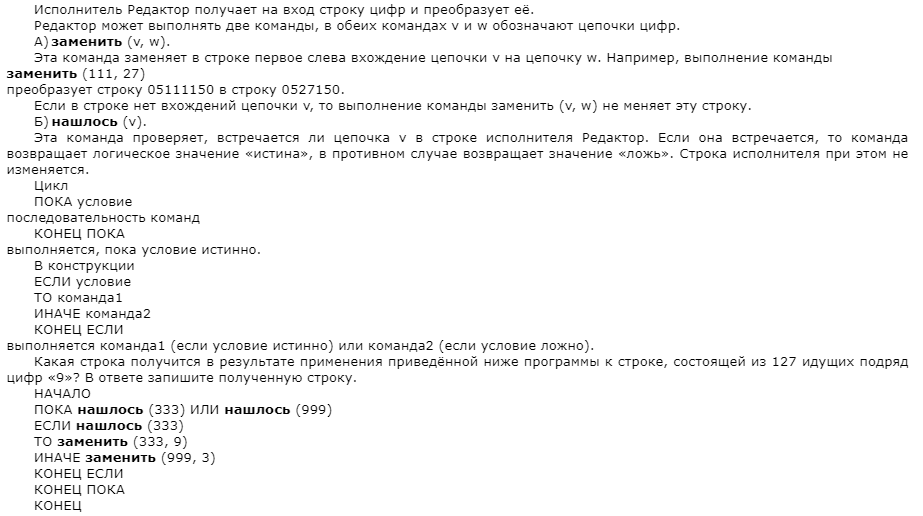 Исполнитель Редактор получает на вход строку цифр и преобразует её.
Редактор может выполнять две команды, в обеих командах v и w обозначают цепочки цифр.
А) заменить (v, w).
Эта команда заменяет в строке первое слева вхождение цепочки v на цепочку w. Например, выполнение команды
заменить (111, 27)
преобразует строку 05111150 в строку 0527150.
Если в строке нет вхождений цепочки v, то выполнение команды заменить (v, w) не меняет эту строку.
Б) нашлось (v).
Эта команда проверяет, встречается ли цепочка v в строке исполнителя Редактор. Если она встречается, то команда
возвращает логическое значение «истина», в противном случае возвращает значение «ложь». Строка исполнителя при этом не
изменяется.
Цикл
ПОКА условие
последовательность команд
КОНЕЦ ПОКА
выполняется, пока условие истинно.
В конструкции
ЕСЛИ условие
ТО команда1
ИНАЧЕ команда2
КОНЕЦ ЕСЛИ
выполняется команда1 (если условие истинно) или команда2 (если условие ложно).
Какая строка получится в результате применения приведённой ниже программы к строке, состоящей из 127 идущих подряд
цифр «9»? В ответе запишите полученную строку.
НАЧАЛО
ПОКА нашлось (333) ИЛИ нашлось (999)
ЕСЛИ нашлось (333)
ТО заменить (333, 9)
ИНАЧЕ заменить (999, 3)
КОНЕЦ ЕСЛИ
КОНЕЦ ПОКА
КОНЕЦ